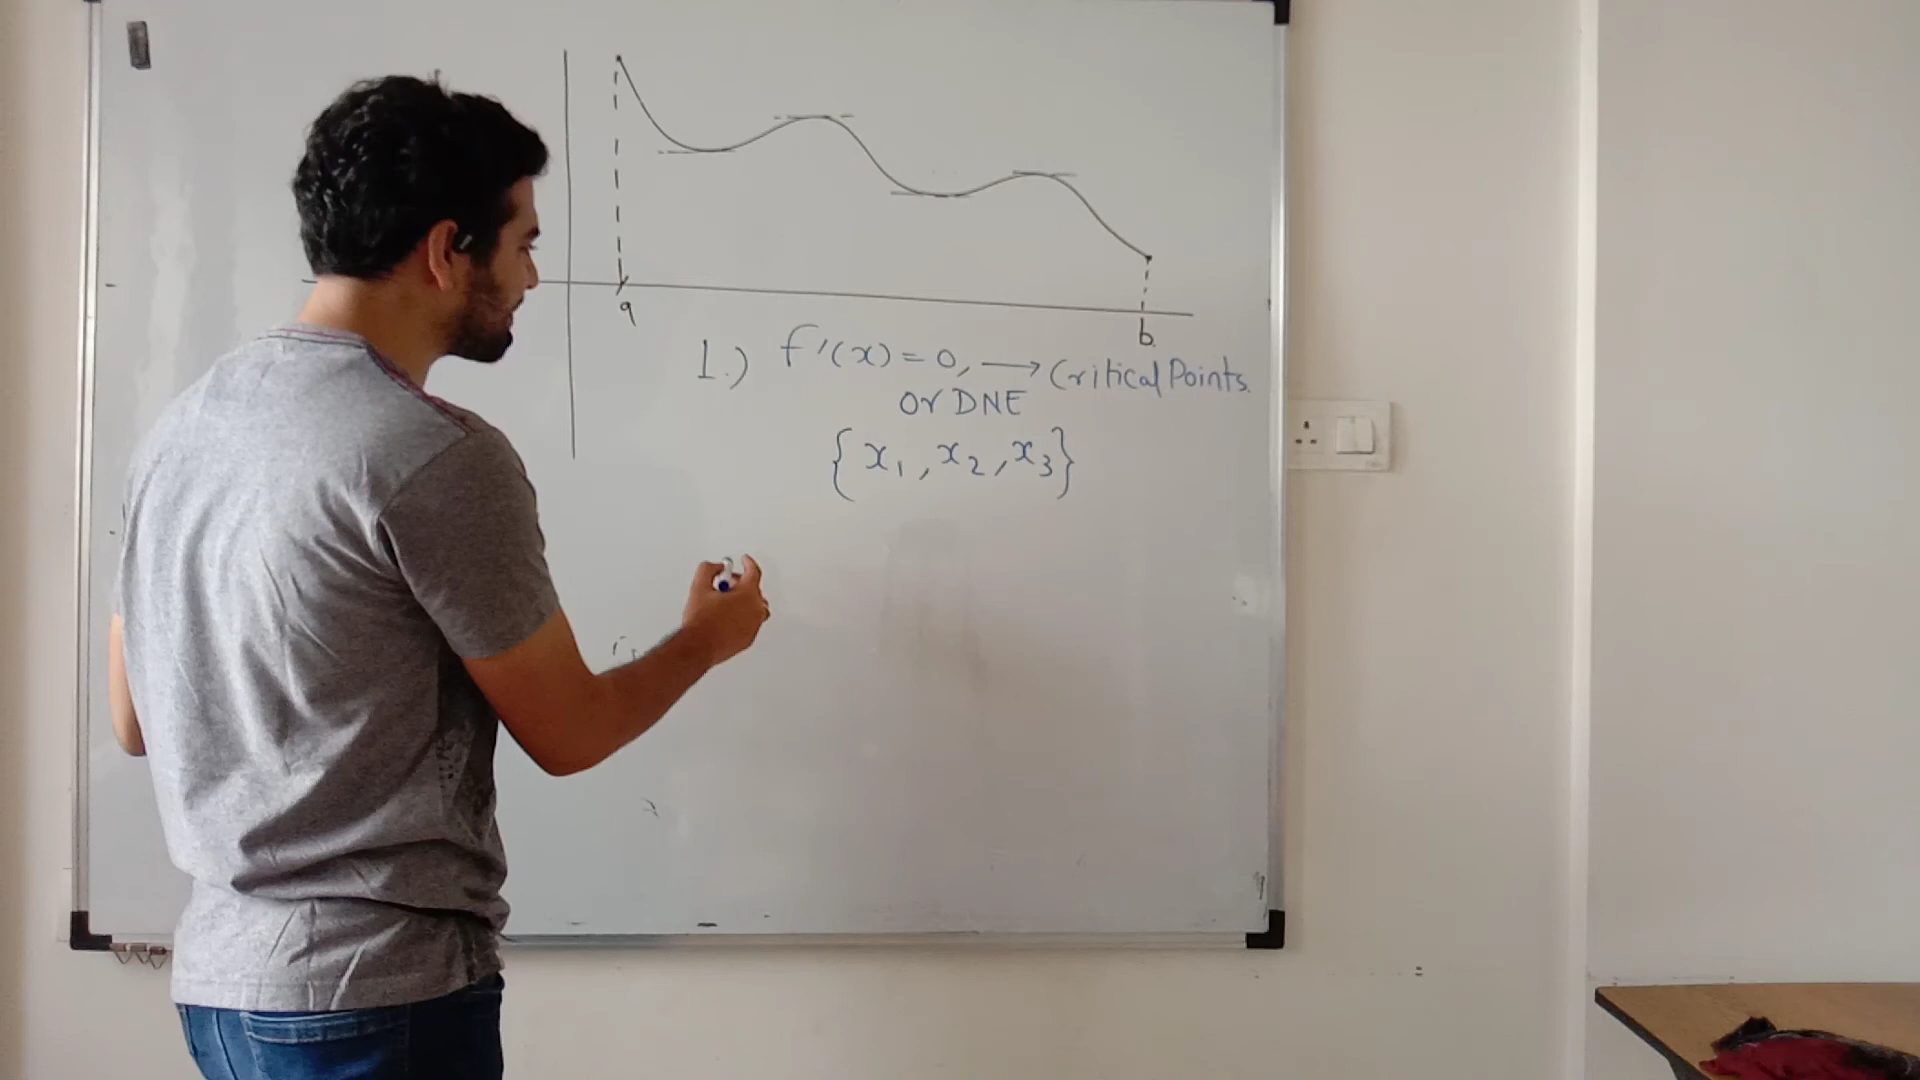 a
b
1.) f'(x) = 0, → Critical Points.
or DNE
{x₁, x₂, x₃}